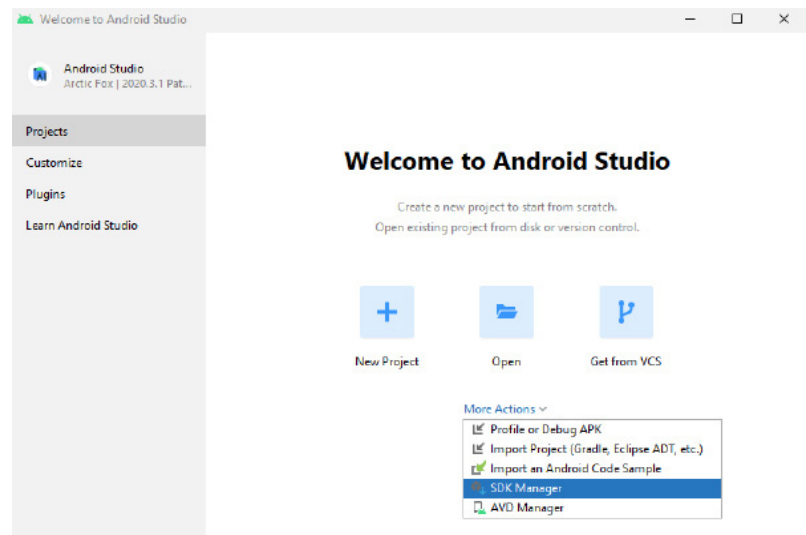 Welcome to Android Studio
Android Studio
Arctic Fox | 2020.3.1 Pat...
Projects
Customize
Plugins
Learn Android Studio
Welcome to Android Studio
Create a new project to start from scratch.
Open existing project from disk or version control.
New Project
Open
Get from VCS
More Actions
Profile or Debug APK
Import Project (Gradle, Eclipse ADT, etc.)
Import an Android Code Sample
SDK Manager
AVD Manager